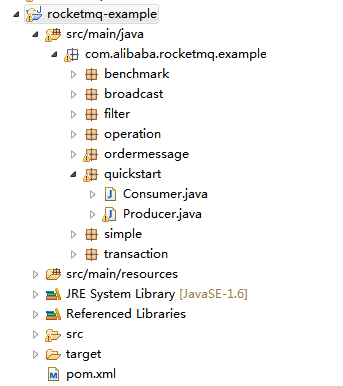 rocketmq-example
src/main/java
com.alibaba.rocketmq.example
benchmark
broadcast
filter
operation
ordermessage
quickstart
Consumer.java
Producer.java
simple
transaction
src/main/resources
JRE System Library [JavaSE-1.6]
Referenced Libraries
src
target
pom.xml